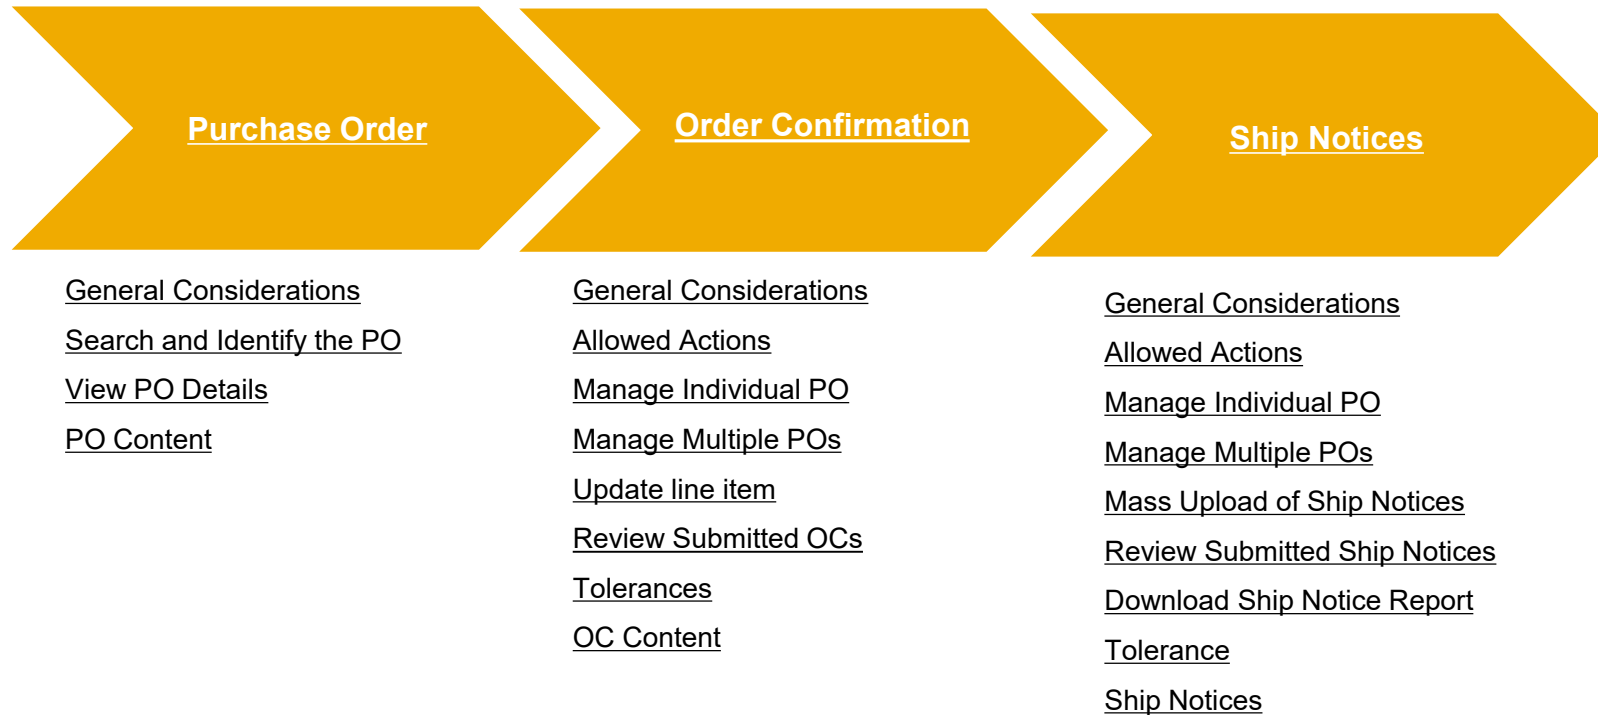 Purchase Order
General Considerations
Search and Identify the PO
View PO Details
PO Content
Order Confirmation
General Considerations
Allowed Actions
Manage Individual PO
Manage Multiple POs
Update line item
Review Submitted OCs
Tolerances
OC Content
Ship Notices
General Considerations
Allowed Actions
Manage Individual PO
Manage Multiple POs
Mass Upload of Ship Notices
Review Submitted Ship Notices
Download Ship Notice Report
Tolerance
Ship Notices